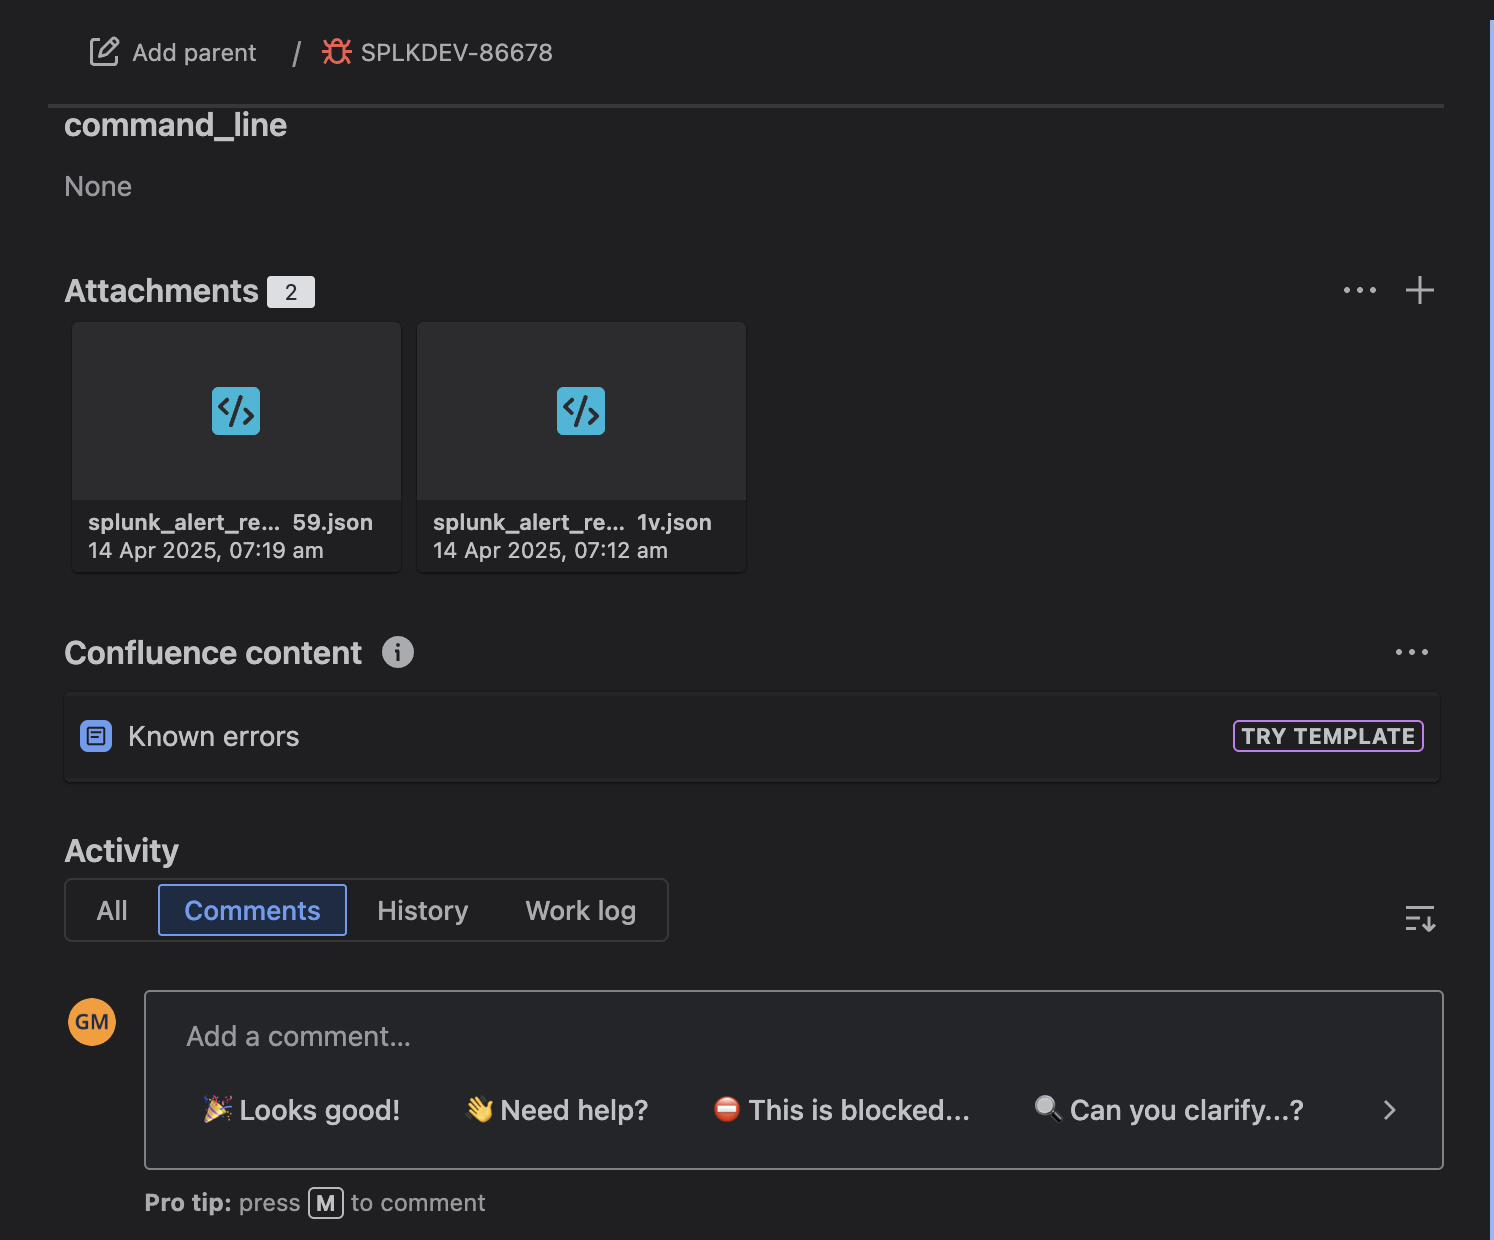 Add parent / SPLKDEV-86678
command_line
None
Attachments 2
splunk_alert_re... 59.json
14 Apr 2025, 07:19 am
splunk_alert_re... 1v.json
14 Apr 2025, 07:12 am
Confluence content
Known errors TRY TEMPLATE
Activity
All Comments History Work log
GM
Add a comment...
🎉 Looks good! 👋 Need help? ⛔ This is blocked... 🔍 Can you clarify...?
Pro tip: press M to comment